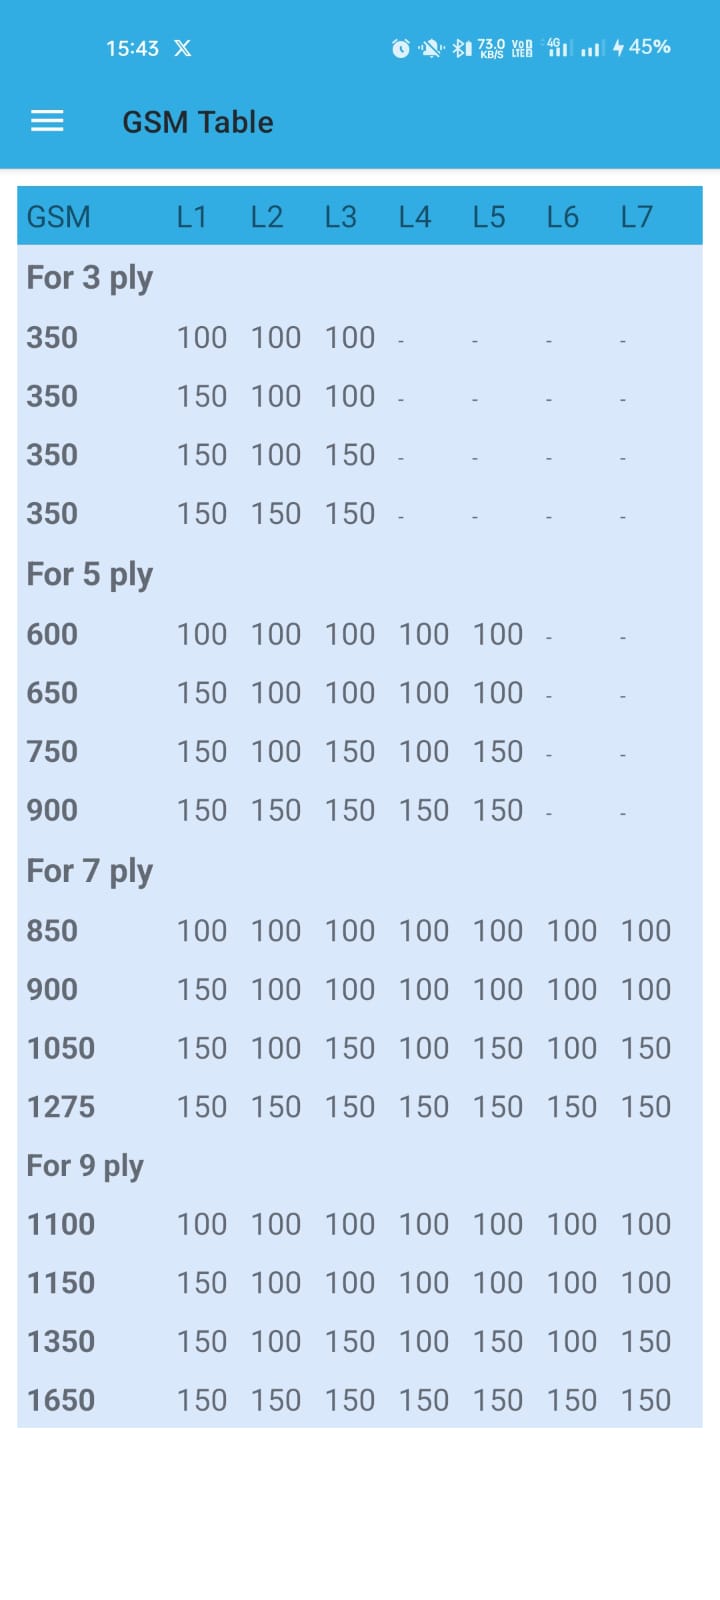 15:43 X 73.0 KB/S VoD LTE2 4G 45%
GSM Table
GSM L1 L2 L3 L4 L5 L6 L7
For 3 ply
350 100 100 100 - - - -
350 150 100 100 - - - -
350 150 100 150 - - - -
350 150 150 150 - - - -
For 5 ply
600 100 100 100 100 100 - -
650 150 100 100 100 100 - -
750 150 100 150 100 150 - -
900 150 150 150 150 150 - -
For 7 ply
850 100 100 100 100 100 100 100
900 150 100 100 100 100 100 100
1050 150 100 150 100 150 100 150
1275 150 150 150 150 150 150 150
For 9 ply
1100 100 100 100 100 100 100 100
1150 150 100 100 100 100 100 100
1350 150 100 150 100 150 100 150
1650 150 150 150 150 150 150 150